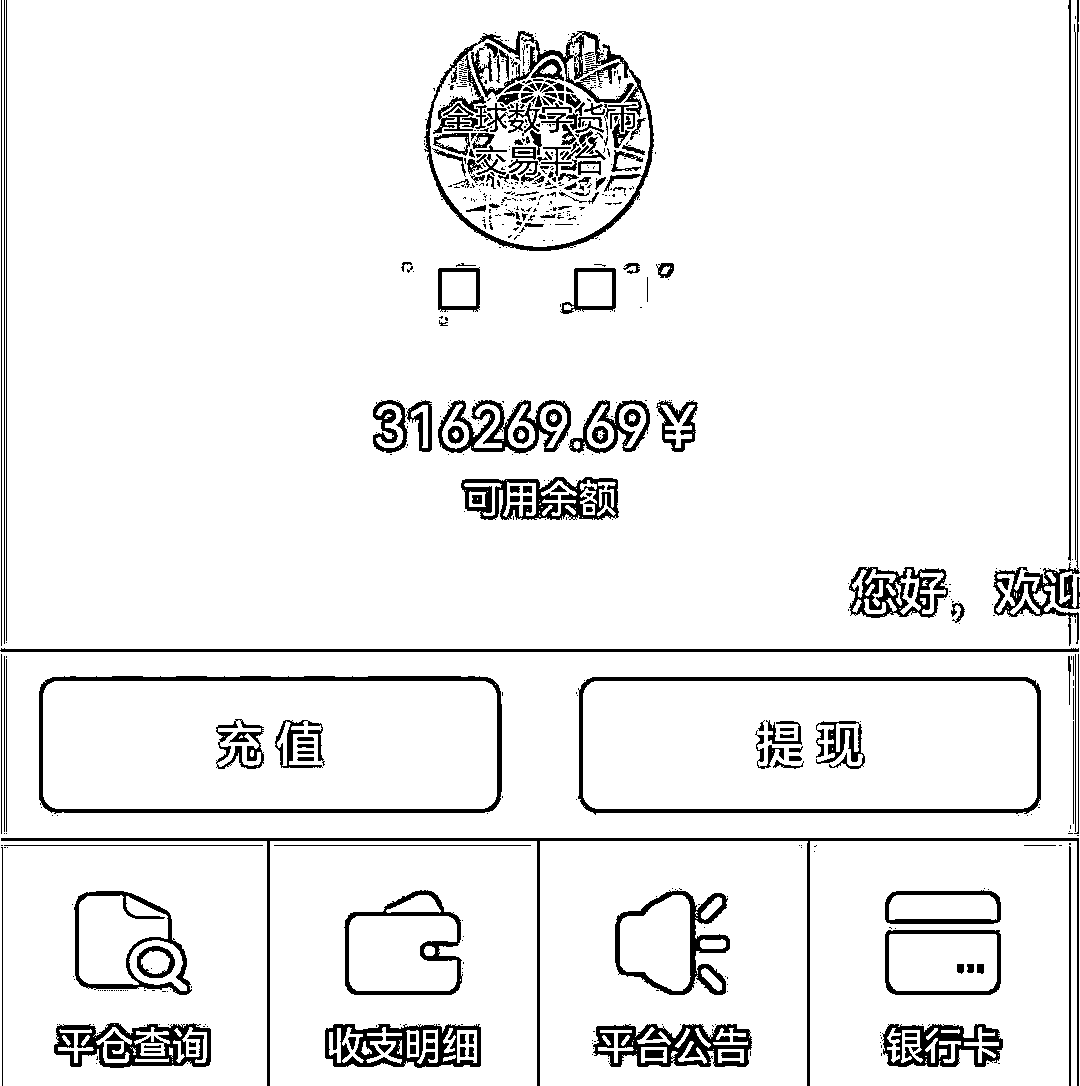 全球数字货币
交易平台
316269.69¥
可用余额
您好，欢迎
充值
提现
平仓查询
收支明细
平台公告
银行卡